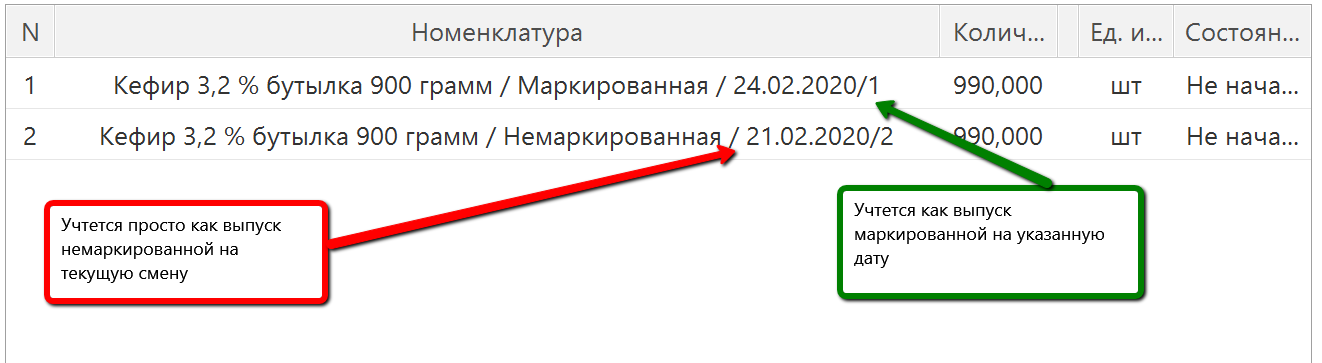 N Номенклатура Колич... Ед. и... Состоян...
1 Кефир 3,2 % бутылка 900 грамм / Маркированная / 24.02.2020/1 990,000 шт Не нача...
2 Кефир 3,2 % бутылка 900 грамм / Немаркированная / 21.02.2020/2 990,000 шт Не нача...
Учтется просто как выпуск
немаркированной на
текущую смену
Учтется как выпуск
маркированной на указанную
дату